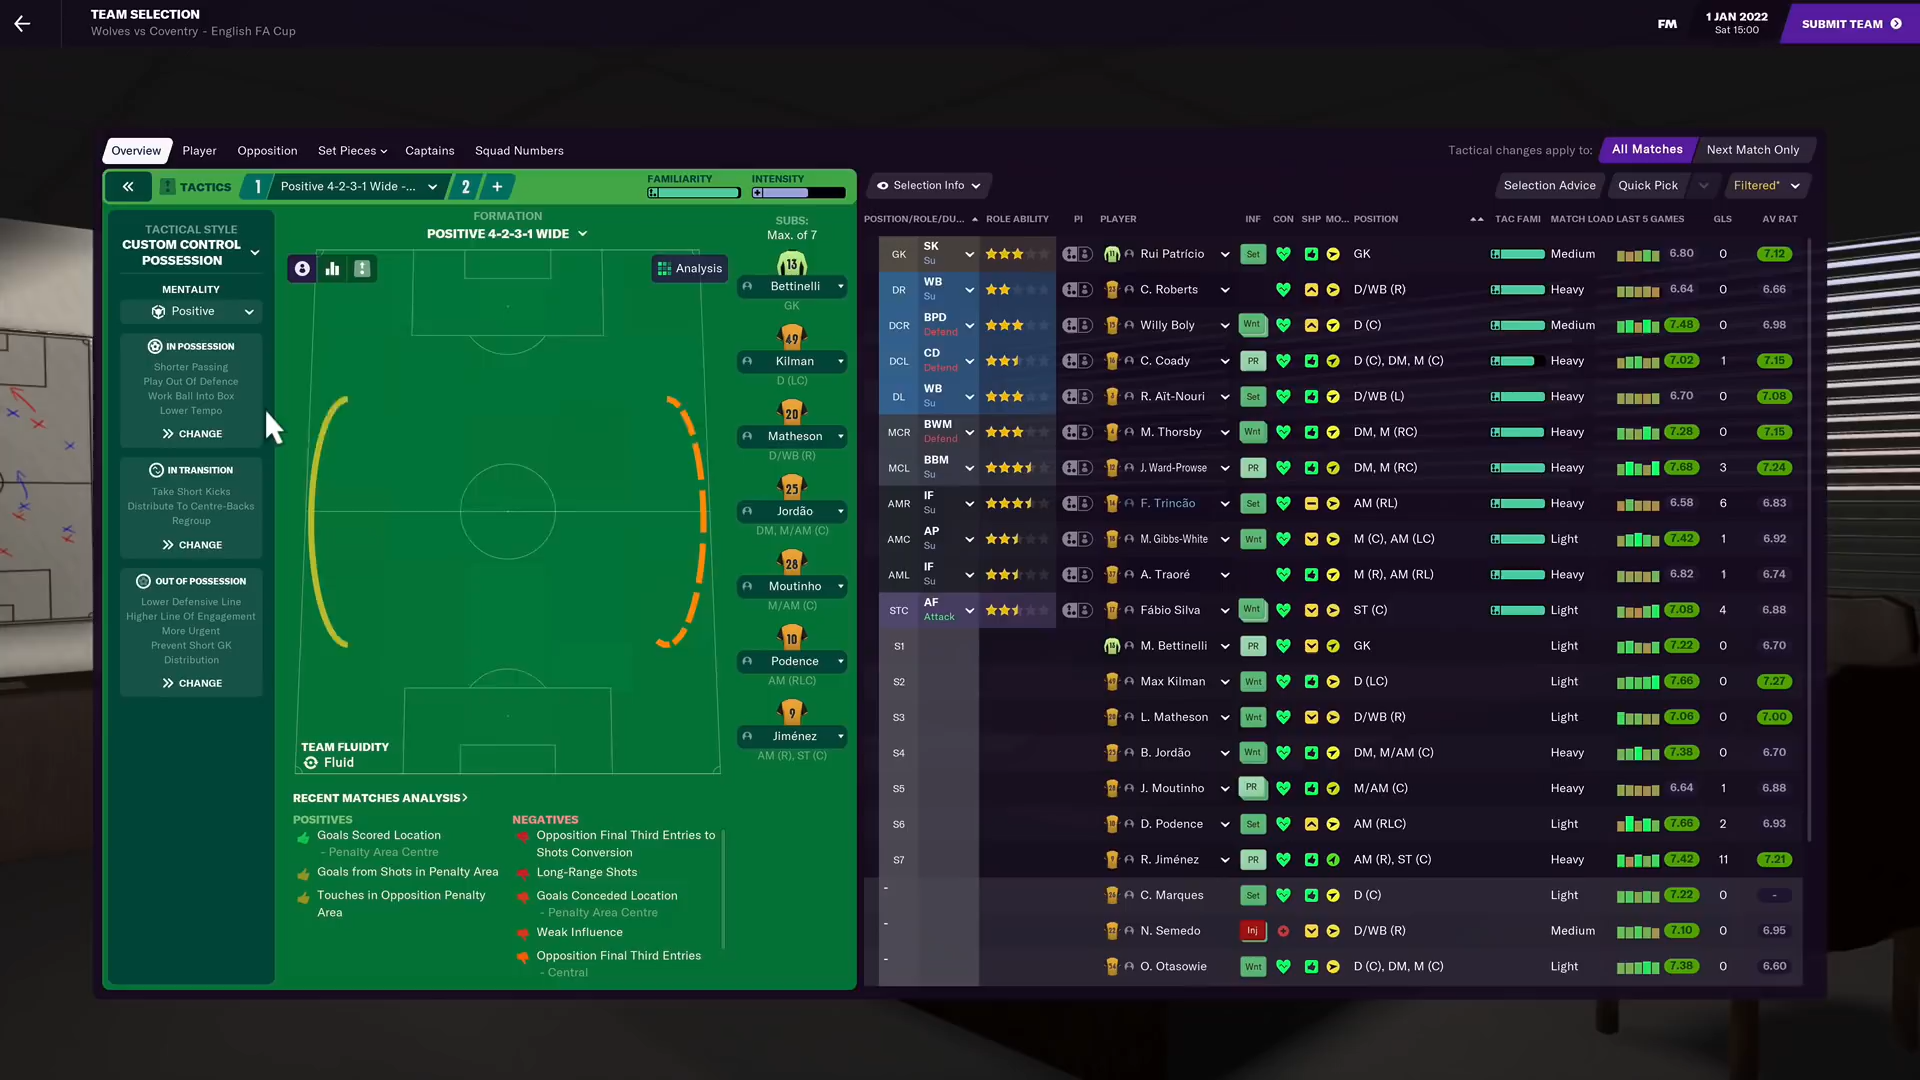 TEAM SELECTION
Wolves vs Coventry - English FA Cup
FM
1 JAN 2022
Sat 15:00
SUBMIT TEAM
Overview
Player
Opposition
Set Pieces
Captains
Squad Numbers
Tactical changes apply to:
All Matches
Next Match Only
TACTICS
1
Positive 4-2-3-1 Wide -...
2
+
FAMILIARITY
INTENSITY
Selection Info
Selection Advice
Quick Pick
Filtered*
TACTICAL STYLE
CUSTOM CONTROL
POSSESSION
MENTALITY
Positive
IN POSSESSION
Shorter Passing
Play Out Of Defence
Work Ball Into Box
Lower Tempo
CHANGE
IN TRANSITION
Take Short Kicks
Distribute To Centre-Backs
Regroup
CHANGE
OUT OF POSSESSION
Lower Defensive Line
Higher Line Of Engagement
More Urgent
Prevent Short GK
Distribution
CHANGE
FORMATION
POSITIVE 4-2-3-1 WIDE
Analysis
TEAM FLUIDITY
Fluid
SUBS:
Max. of 7
13
Bettinelli
GK
49
Kilman
D (LC)
20
Matheson
D/WB (R)
25
Jordão
DM, M/AM (C)
28
Moutinho
M/AM (C)
10
Podence
AM (RLC)
9
Jiménez
AM (R), ST (C)
RECENT MATCHES ANALYSIS>
POSITIVES
Goals Scored Location
- Penalty Area Centre
Goals from Shots in Penalty Area
Touches in Opposition Penalty
Area
NEGATIVES
Opposition Final Third Entries to
Shots Conversion
Long-Range Shots
Goals Conceded Location
- Penalty Area Centre
Weak Influence
Opposition Final Third Entries
- Central
POSITION/ROLE/DU... ROLE ABILITY PI PLAYER INF CON SHP MO... POSITION TAC FAMI MATCH LOAD LAST 5 GAMES GLS AV RAT
GK SK Su Rui Patrício Set GK Medium 6.80 0 7.12
DR WB Su C. Roberts D/WB (R) Heavy 6.64 0 6.66
DCR BPD Defend Willy Boly Wnt D (C) Medium 7.48 0 6.98
DCL CD Defend C. Coady PR D (C), DM, M (C) Heavy 7.02 1 7.15
DL WB Su R. Aït-Nouri Set D/WB (L) Heavy 6.70 0 7.08
MCR BWM Defend M. Thorsby Wnt DM, M (RC) Heavy 7.28 0 7.15
MCL BBM Su J. Ward-Prowse PR DM, M (RC) Heavy 7.68 3 7.24
AMR IF Su F. Trincão Set AM (RL) Heavy 6.58 6 6.83
AMC AP Su M. Gibbs-White Wnt M (C), AM (LC) Light 7.42 1 6.92
AML IF Su A. Traoré M (R), AM (RL) Heavy 6.82 1 6.74
STC AF Attack Fábio Silva Wnt ST (C) Light 7.08 4 6.88
S1 M. Bettinelli PR GK Light 7.22 0 6.70
S2 Max Kilman Wnt D (LC) Light 7.66 0 7.27
S3 L. Matheson Wnt D/WB (R) Light 7.06 0 7.00
S4 B. Jordão Wnt DM, M/AM (C) Heavy 7.38 0 6.70
S5 J. Moutinho PR M/AM (C) Heavy 6.64 1 6.88
S6 D. Podence Set AM (RLC) Light 7.66 2 6.93
S7 R. Jiménez PR AM (R), ST (C) Heavy 7.42 11 7.21
- C. Marques Set D (C) Light 7.22 0 -
- N. Semedo Inj D/WB (R) Medium 7.10 0 6.95
- O. Otasowie Wnt D (C), DM, M (C) Light 7.38 0 6.60